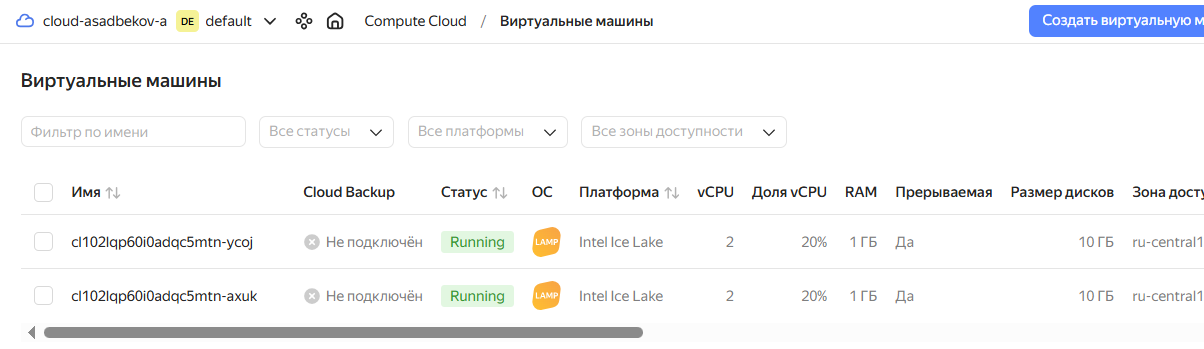 cloud-asadbekov-a DE default Compute Cloud / Виртуальные машины Создать виртуальную м
Виртуальные машины
Фильтр по имени Все статусы Все платформы Все зоны доступности
Имя Cloud Backup Статус ОС Платформа vCPU Доля vCPU RAM Прерываемая Размер дисков Зона досту
cl102lqp60i0adqc5mtn-ycoj Не подключён Running LAMP Intel Ice Lake 2 20% 1 ГБ Да 10 ГБ ru-central1
cl102lqp60i0adqc5mtn-axuk Не подключён Running LAMP Intel Ice Lake 2 20% 1 ГБ Да 10 ГБ ru-central1